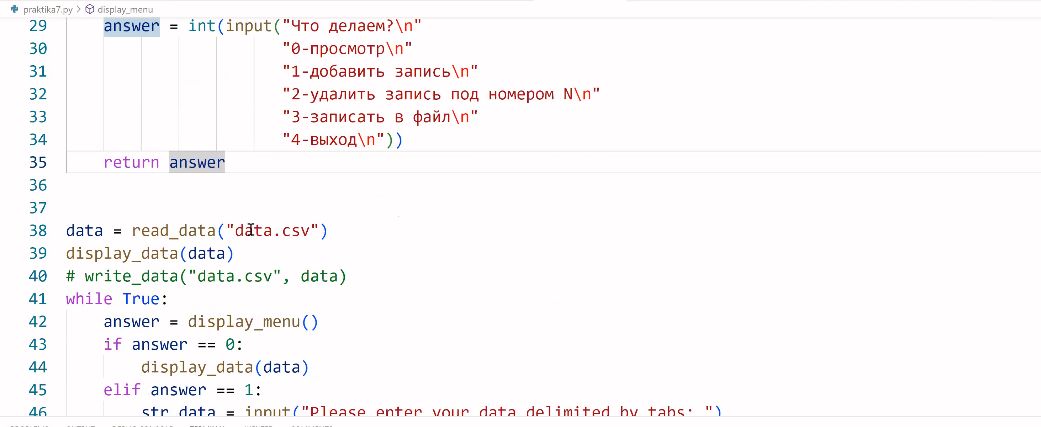 praktika7.py > display_menu
29 answer = int(input("Что делаем?\n"
30 "0-просмотр\n"
31 "1-добавить запись\n"
32 "2-удалить запись под номером N\n"
33 "3-записать в файл\n"
34 "4-выход\n"))
35 return answer
36
37
38 data = read_data("data.csv")
39 display_data(data)
40 # write_data("data.csv", data)
41 while True:
42 answer = display_menu()
43 if answer == 0:
44 display_data(data)
45 elif answer == 1:
46 str_data = input("Please enter your data delimited by tabs: ")